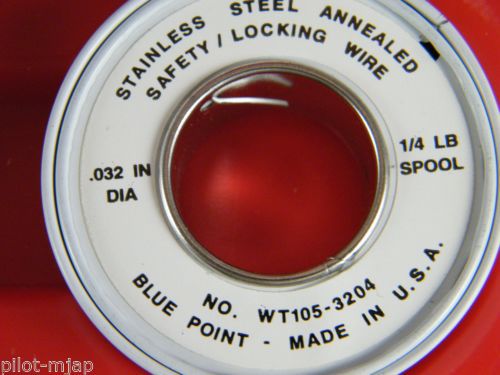 STAINLESS STEEL ANNEALED
SAFETY / LOCKING WIRE
.032 IN
DIA
1/4 LB
SPOOL
NO. WT105-3204
BLUE POINT - MADE IN U.S.A.
pilot-mjap